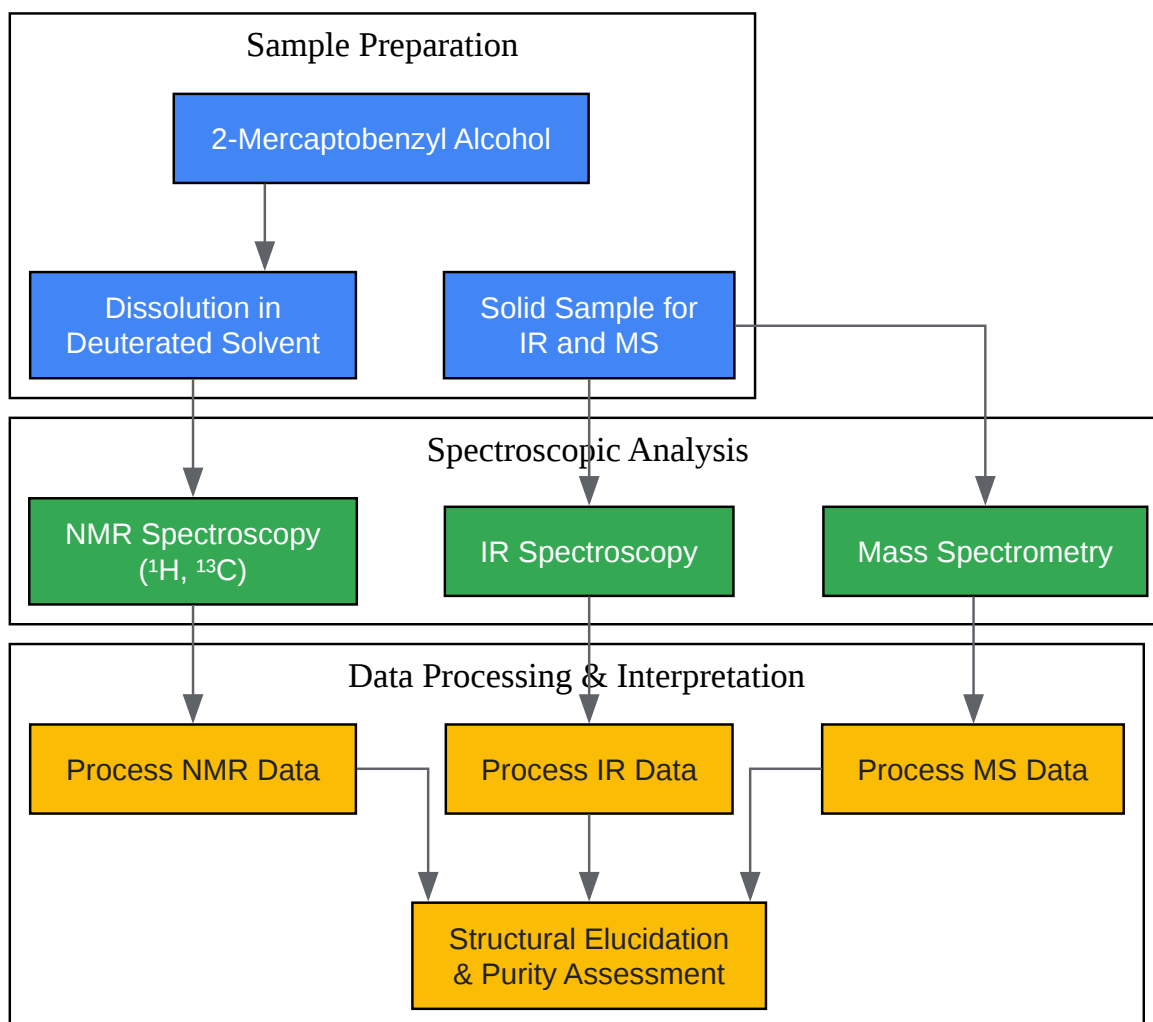 Sample Preparation
2-Mercaptobenzyl Alcohol
Dissolution in
Deuterated Solvent
Solid Sample for
IR and MS
Spectroscopic Analysis
NMR Spectroscopy
(¹H, ¹³C)
IR Spectroscopy
Mass Spectrometry
Data Processing & Interpretation
Process NMR Data
Process IR Data
Process MS Data
Structural Elucidation
& Purity Assessment